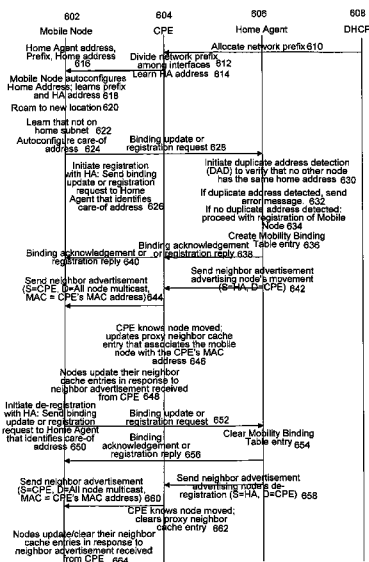 602
604
606
608
Mobile Node
CPE
Home Agent
DHCP
Allocate network prefix 610
Home Agent address,
Prefix, Home address
616
Divide network prefix
among interfaces 612
Learn HA address 614
Mobile Node autoconfigures
Home Address; learns prefix
and HA address 618
Roam to new location 620
Learn that not on
home subnet 622
Autoconfigure care-of
address 624
Binding update or
registration request 628
Initiate registration
with HA: Send binding
update or registration
request to Home
Agent that identifies
care-of address 626
Initiate duplicate address detection
(DAD) to verify that no other node
has the same home address 630
If duplicate address detected, send
error message. 632
If no duplicate address detected:
proceed with registration of Mobile
Node 634
Create Mobility Binding
Table entry 636
Binding acknowledgement
or registration reply 638
Binding acknowledgement or
registration reply 640
Send neighbor advertisement
advertising node's movement
(S=HA, D=CPE) 642
Send neighbor advertisement
(S=CPE, D=All node multicast,
MAC = CPE's MAC address) 644
CPE knows node moved;
updates proxy neighbor cache
entry that associates the mobile
node with the CPE's MAC
address
646
Nodes update their neighbor
cache entries in response to
neighbor advertisement received
from CPE 648
Initiate de-registration
with HA: Send binding
update or registration
request to Home Agent
that identifies care-of
address 650
Binding update or
registration request 652
Clear Mobility Binding
Table entry 654
Binding
acknowledgement or
registration reply 656
Send neighbor advertisement
advertising node's de-
registration (S=HA, D=CPE) 658
Send neighbor advertisement
(S=CPE, D=All node multicast,
MAC = CPE's MAC address) 660
CPE knows node moved;
clears proxy neighbor
cache entry
662
Nodes update/clear their neighbor
cache entries in response to
neighbor advertisement received
from CPE 664